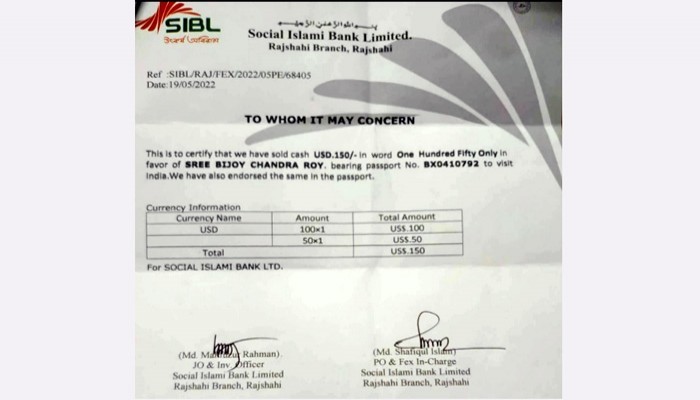 SIBL
Social Islami Bank Limited.
Rajshahi Branch, Rajshahi
Ref :SIBL/RAJ/FEX/2022/05PE/68405
Date:19/05/2022
TO WHOM IT MAY CONCERN
This is to certify that we have sold cash USD.150/- in word One Hundred Fifty Only in
favor of SREE BIJOY CHANDRA ROY. bearing passport No. BX0410792 to visit
India.We have also endorsed the same in the passport.
Currency Information
Currency Name Amount Total Amount
USD 100×1 US$.100
50×1 US$.50
Total US$.150
For SOCIAL ISLAMI BANK LTD.
(Md. Rahman)
JO & Inv. Officer
Social Islami Bank Limited
Rajshahi Branch, Rajshahi
(Md. Shafiqul Islam)
PO & Fex In-Charge
Social Islami Bank Limited
Rajshahi Branch, Rajshahi